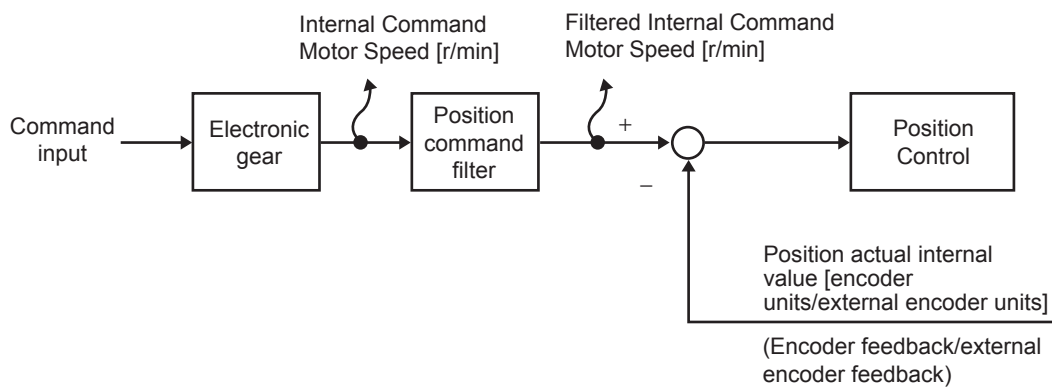 Internal Command
Motor Speed [r/min]
Filtered Internal Command
Motor Speed [r/min]
Command
input
Electronic
gear
Position
command
filter
+
−
Position
Control
Position actual internal
value [encoder
units/external encoder units]
(Encoder feedback/external
encoder feedback)